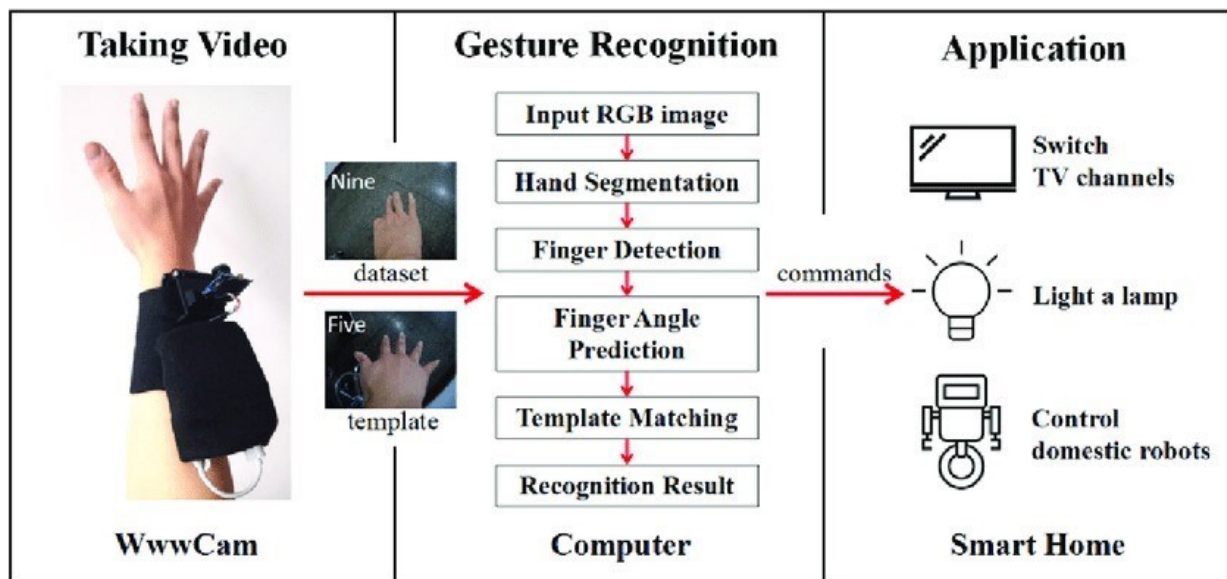 Taking Video
Nine
dataset
Five
template
WwwCam
Gesture Recognition
Input RGB image
Hand Segmentation
Finger Detection
Finger Angle
Prediction
Template Matching
Recognition Result
Computer
commands
Application
Switch
TV channels
Light a lamp
Control
domestic robots
Smart Home